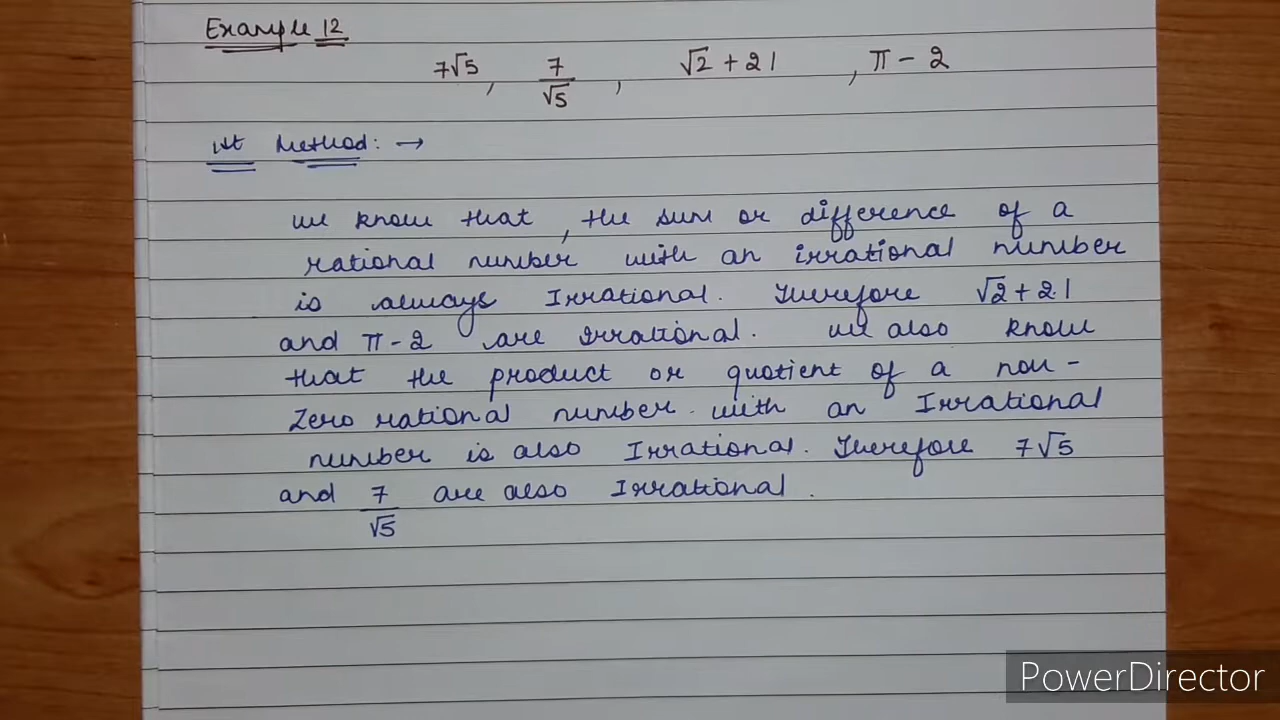 Example 12
7√5, 7/√5, √2 + 21, π - 2
1st Method: →
we know that, the sum or difference of a
rational number with an irrational number
is always Irrational. Therefore √2 + 2.1
and π - 2 are Irrational. we also know
that the product or quotient of a non-
Zero rational number with an Irrational
number is also Irrational. Therefore 7√5
and 7/√5 are also Irrational.
PowerDirector